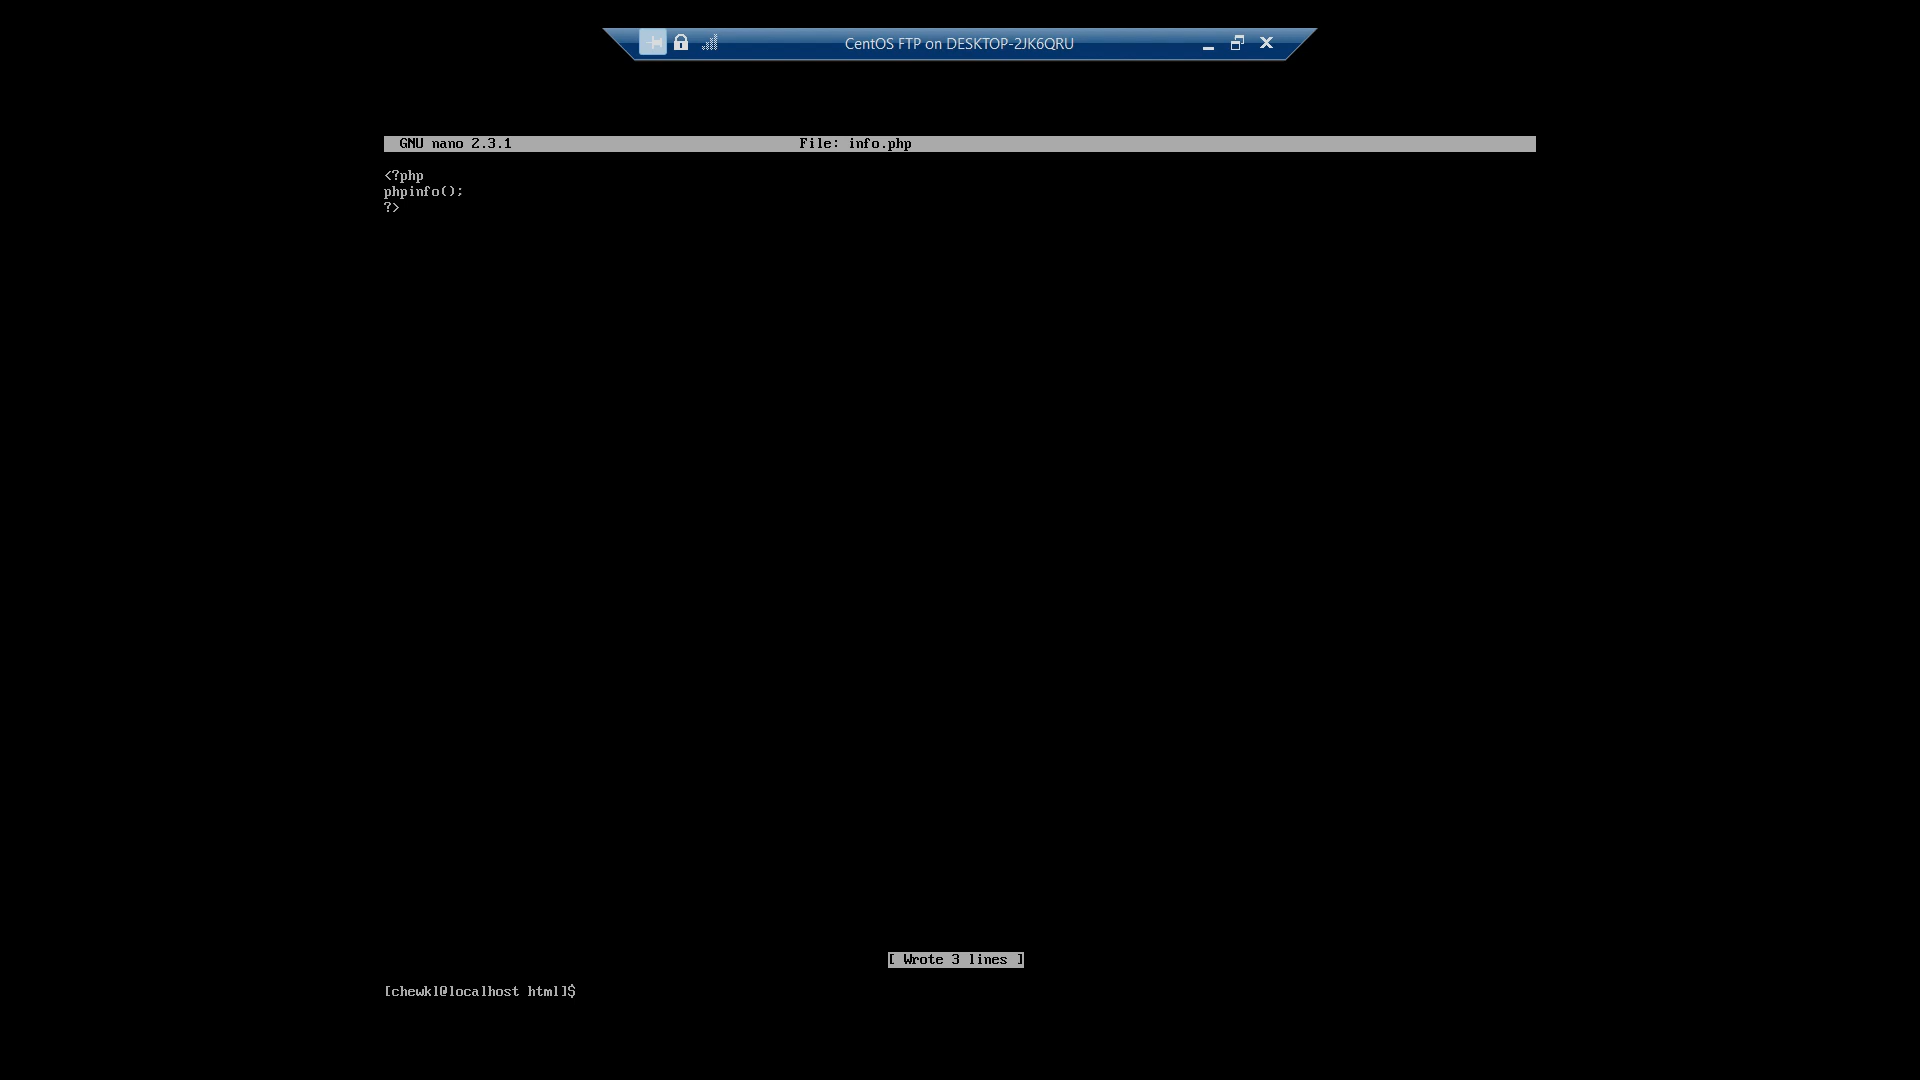 CentOS FTP on DESKTOP-2JK6QRU
GNU nano 2.3.1 File: info.php
<?php
phpinfo();
?>
[ Wrote 3 lines ]
[chewkl@localhost html]$